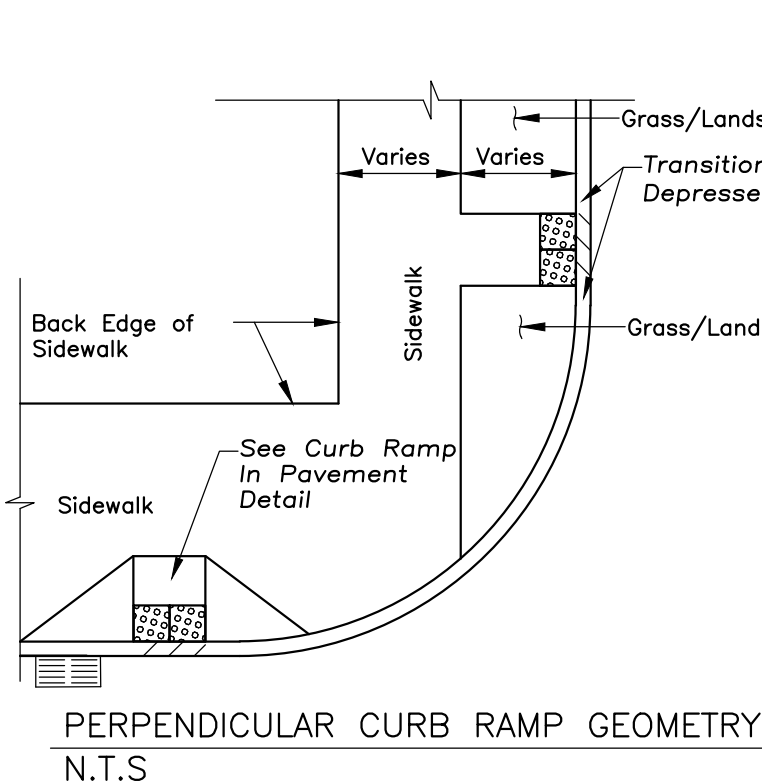 Grass/Lands
Varies
Varies
Transition
Depresse
Back Edge of
Sidewalk
Sidewalk
Grass/Land
See Curb Ramp
In Pavement
Detail
Sidewalk
PERPENDICULAR CURB RAMP GEOMETRY
N.T.S